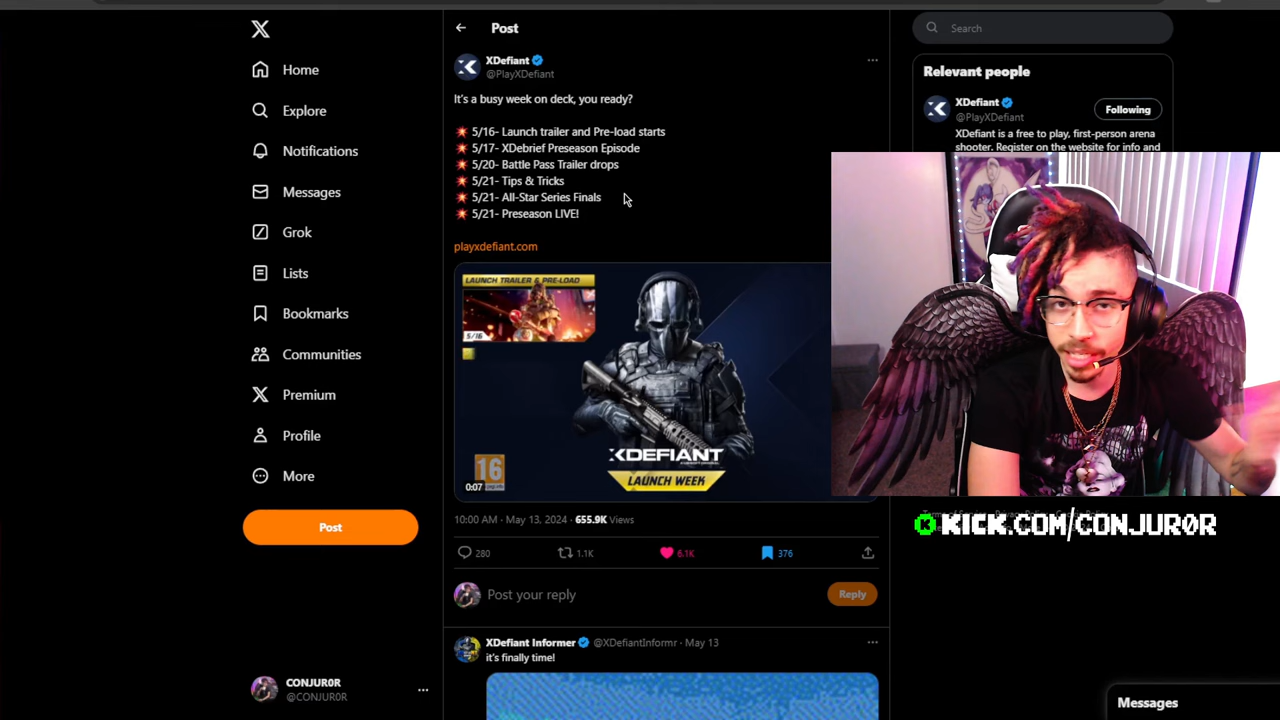 Home
Explore
Notifications
Messages
Grok
Lists
Bookmarks
Communities
Premium
Profile
More
Post
CONJUR0R
@CONJUR0R
Post
XDefiant
@PlayXDefiant
It's a busy week on deck, you ready?
5/16- Launch trailer and Pre-load starts
5/17- XDebrief Preseason Episode
5/20- Battle Pass Trailer drops
5/21- Tips & Tricks
5/21- All-Star Series Finals
5/21- Preseason LIVE!
playxdefiant.com
LAUNCH TRAILER & PRE-LOAD
5/16
16
0:07
XDEFIANT
LAUNCH WEEK
10:00 AM · May 13, 2024 · 655.9K Views
280
1.1K
6.1K
376
Post your reply
Reply
XDefiant Informer @XDefiantInformr · May 13
it's finally time!
Search
Relevant people
XDefiant
@PlayXDefiant
Following
XDefiant is a free to play, first-person arena
shooter. Register on the website for info and
KICK.COM/CONJUR0R
Messages